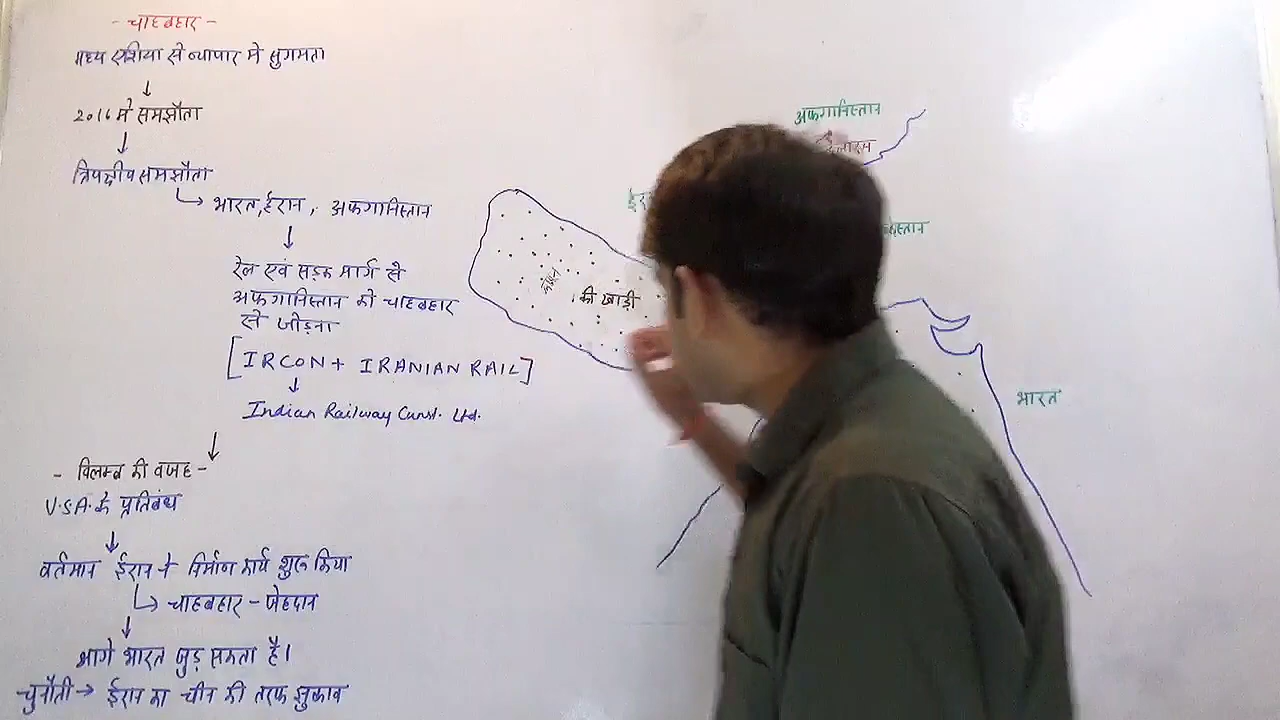 - चाहबहार -
मध्य एशिया से व्यापार मे सुगमता
↓
2016 मे समझौता
↓
त्रिपक्षीय समझौता
↳ भारत, ईरान, अफगानिस्तान
↓
रेल एवं सड़क मार्ग से
अफगानिस्तान को चाहबहार
से जोड़ना
[IRCON + IRANIAN RAIL]
↓
Indian Railway Const. Ltd.
↓
- विलम्ब की वजह -
U.S.A. के प्रतिबंध
↓
वर्तमान ईरान ने निर्माण कार्य शुरू किया
↳ चाहबहार - जेहदान
↓
आगे भारत जुड़ सकता है।
चुनौती → ईरान का चीन की तरफ झुकाव
अफगानिस्तान
की खाड़ी
भारत